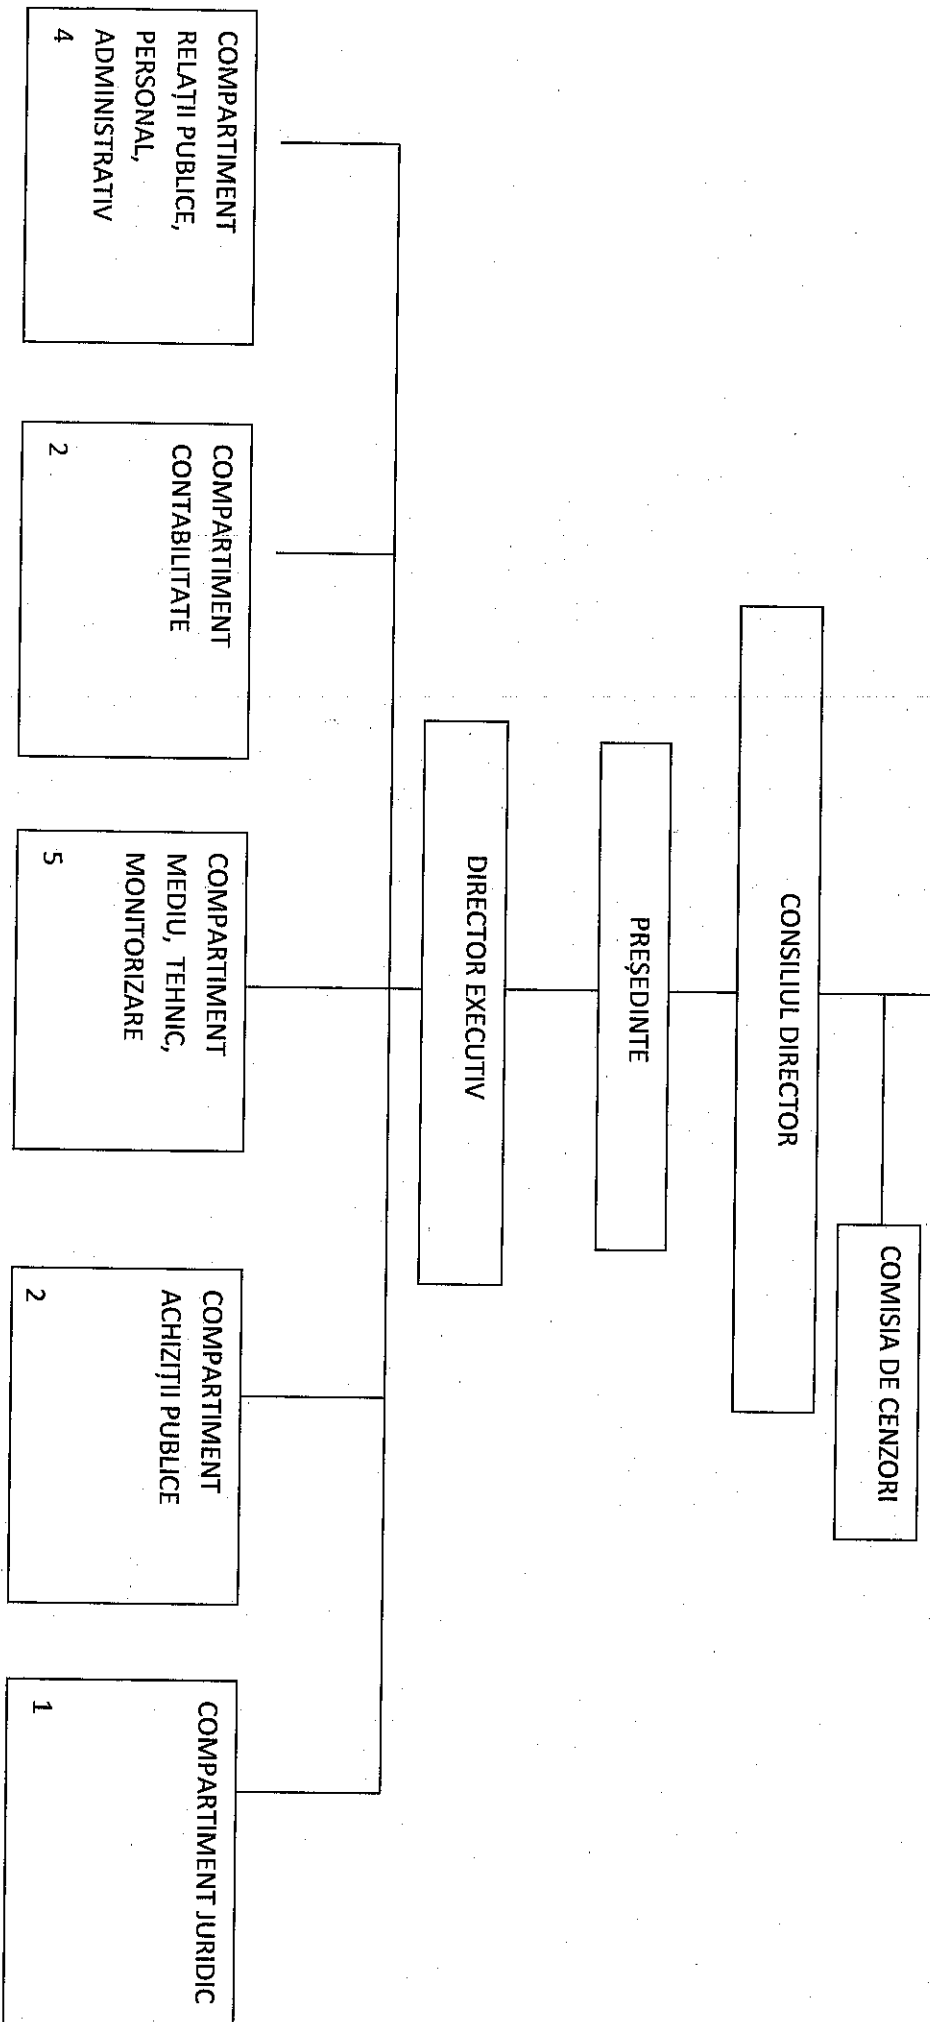 COMISIA DE CENZORI
CONSILIUL DIRECTOR
PREȘEDINTE
DIRECTOR EXECUTIV
COMPARTIMENT
RELAȚII PUBLICE,
PERSONAL,
ADMINISTRATIV
4
COMPARTIMENT
CONTABILITATE
2
COMPARTIMENT
MEDIU, TEHNIC,
MONITORIZARE
5
COMPARTIMENT
ACHIZIȚII PUBLICE
2
COMPARTIMENT JURIDIC
1